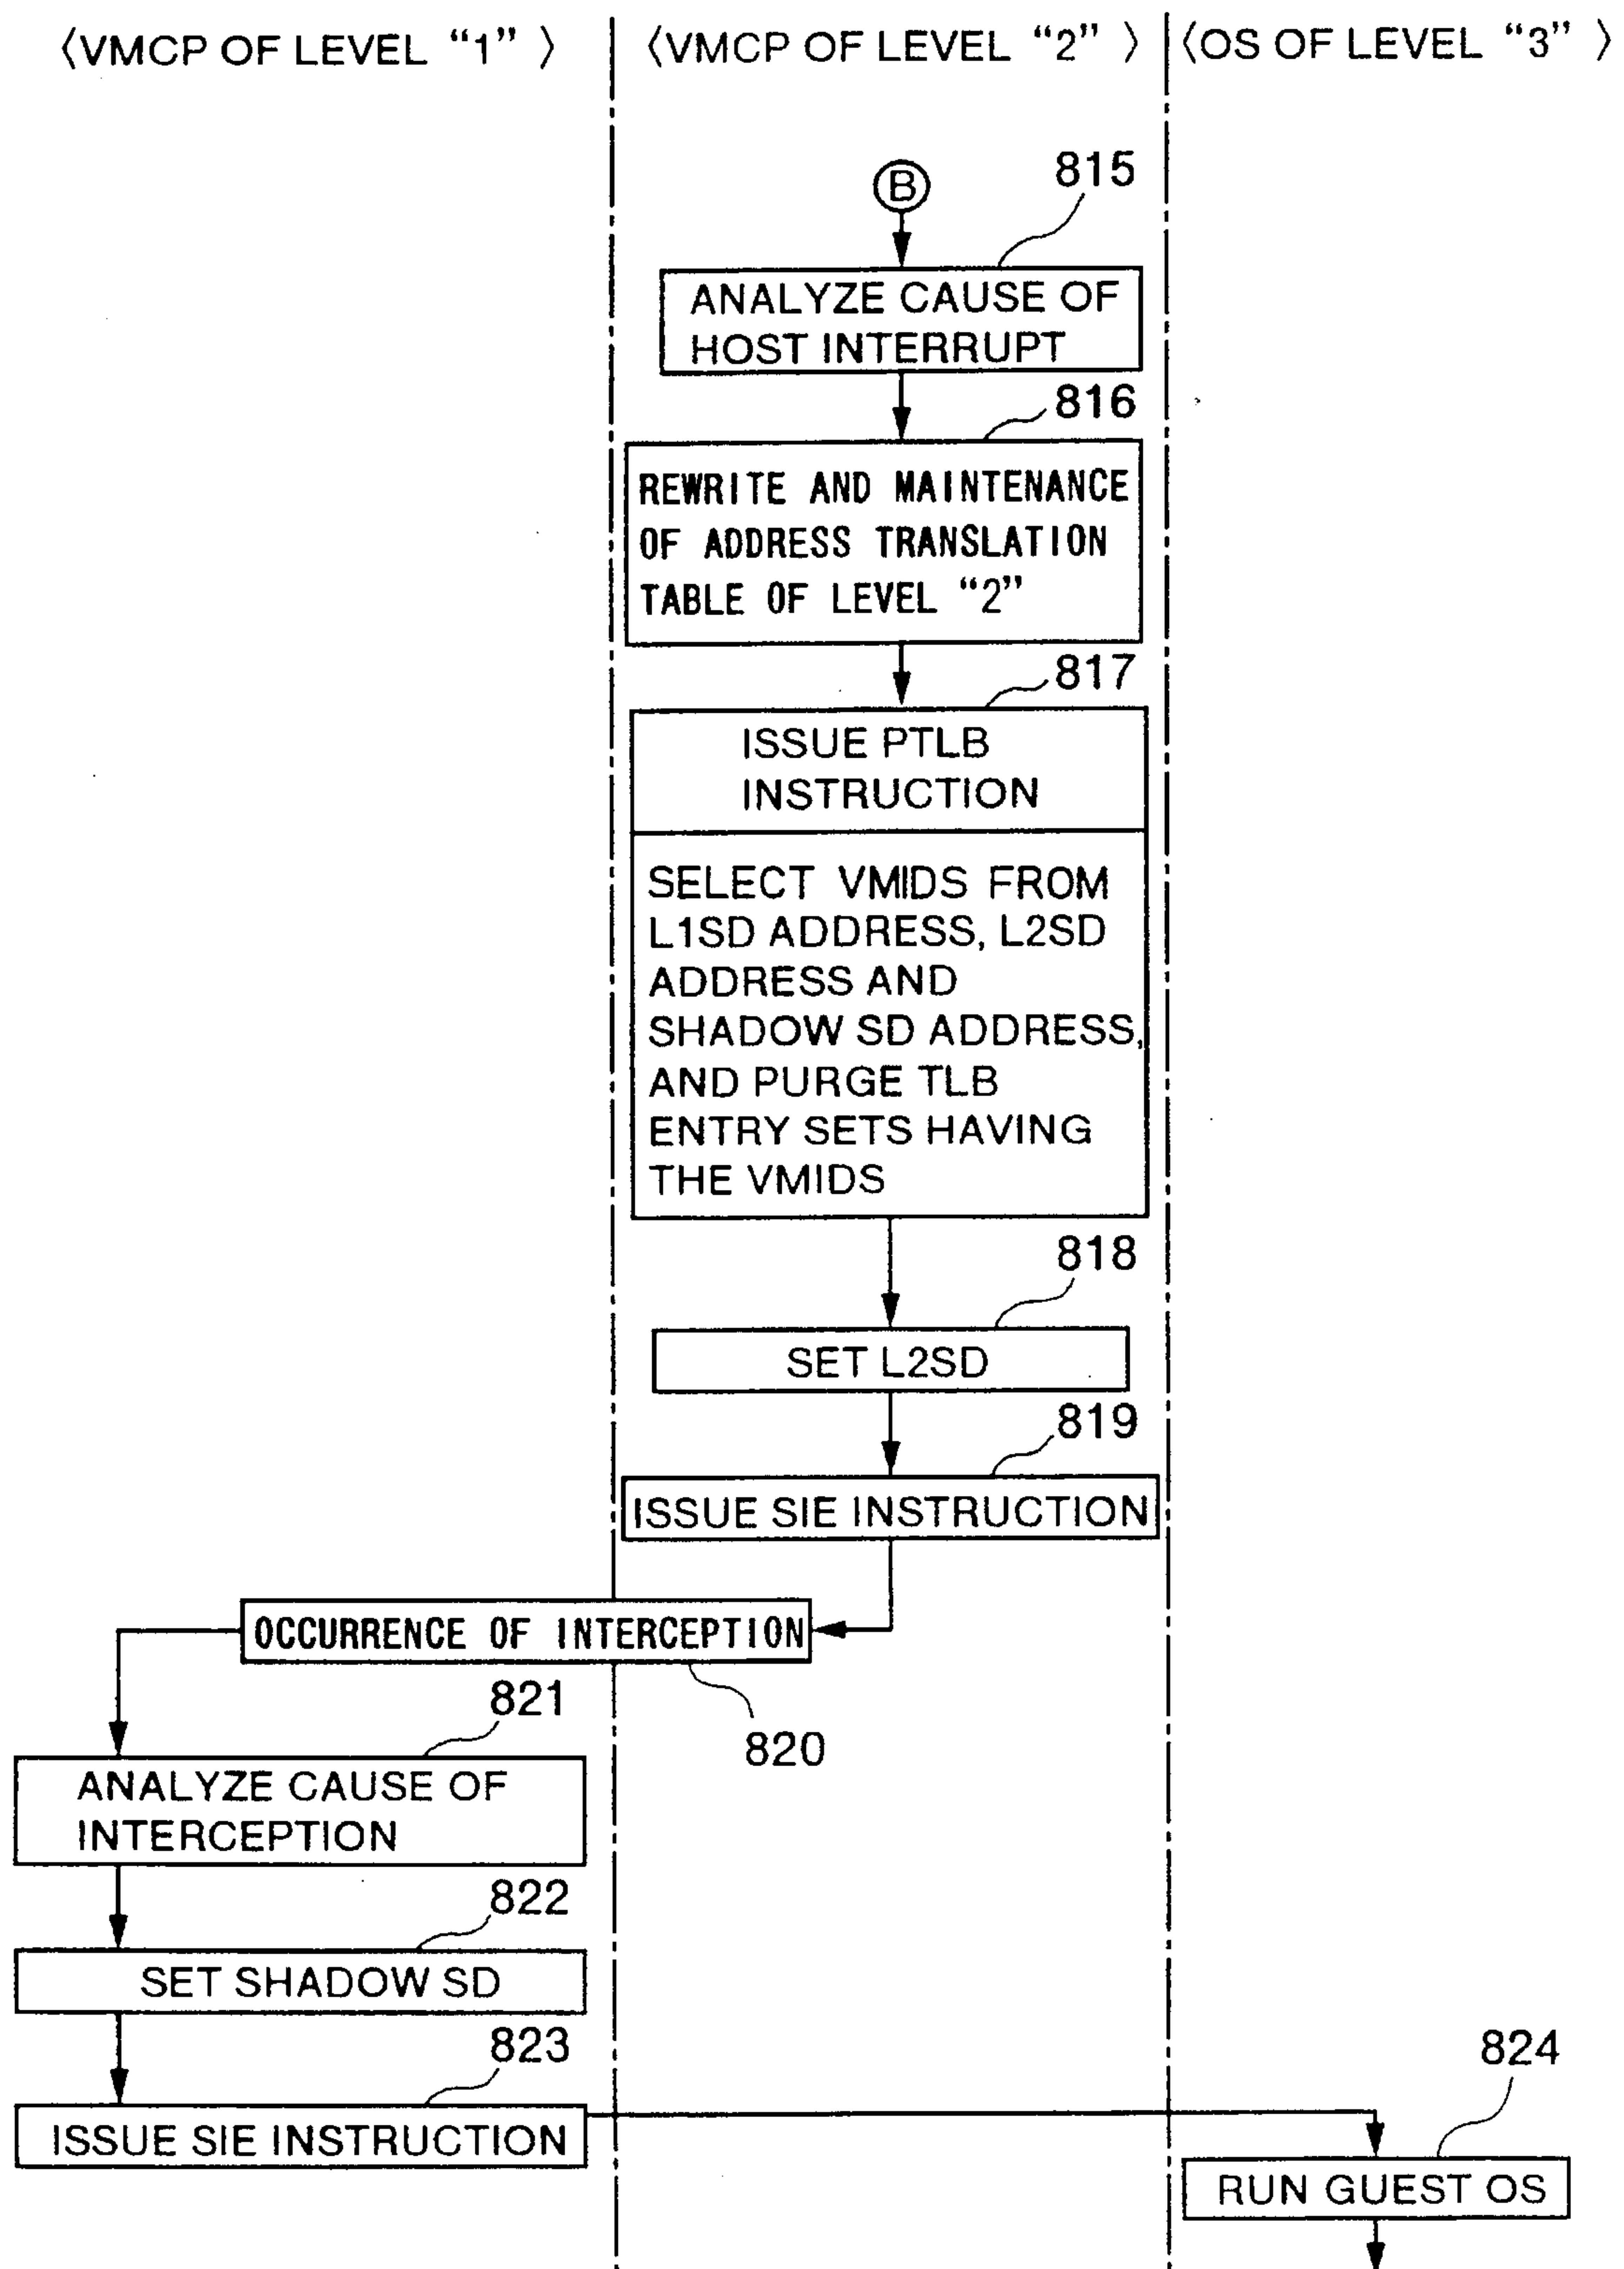 〈VMCP OF LEVEL “1” 〉
〈VMCP OF LEVEL “2” 〉
〈OS OF LEVEL “3” 〉
B
815
ANALYZE CAUSE OF
HOST INTERRUPT
816
REWRITE AND MAINTENANCE
OF ADDRESS TRANSLATION
TABLE OF LEVEL “2”
817
ISSUE PTLB
INSTRUCTION
SELECT VMIDS FROM
L1SD ADDRESS, L2SD
ADDRESS AND
SHADOW SD ADDRESS,
AND PURGE TLB
ENTRY SETS HAVING
THE VMIDS
818
SET L2SD
819
ISSUE SIE INSTRUCTION
OCCURRENCE OF INTERCEPTION
820
821
ANALYZE CAUSE OF
INTERCEPTION
822
SET SHADOW SD
823
ISSUE SIE INSTRUCTION
824
RUN GUEST OS